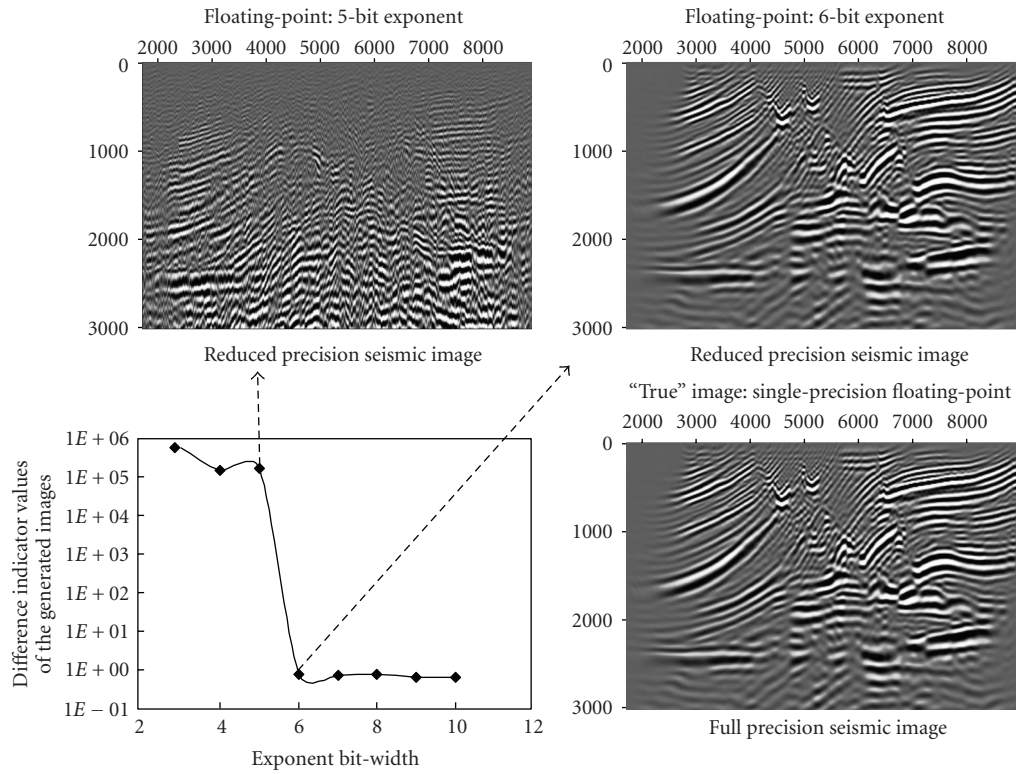 Floating-point: 5-bit exponent
2000 3000 4000 5000 6000 7000 8000
0
1000
2000
3000
Reduced precision seismic image
Floating-point: 6-bit exponent
2000 3000 4000 5000 6000 7000 8000
0
1000
2000
3000
Reduced precision seismic image
"True" image: single-precision floating-point
2000 3000 4000 5000 6000 7000 8000
0
1000
2000
3000
Full precision seismic image
Difference indicator values
of the generated images
1E + 06
1E + 05
1E + 04
1E + 03
1E + 02
1E + 01
1E + 00
1E − 01
2 4 6 8 10 12
Exponent bit-width